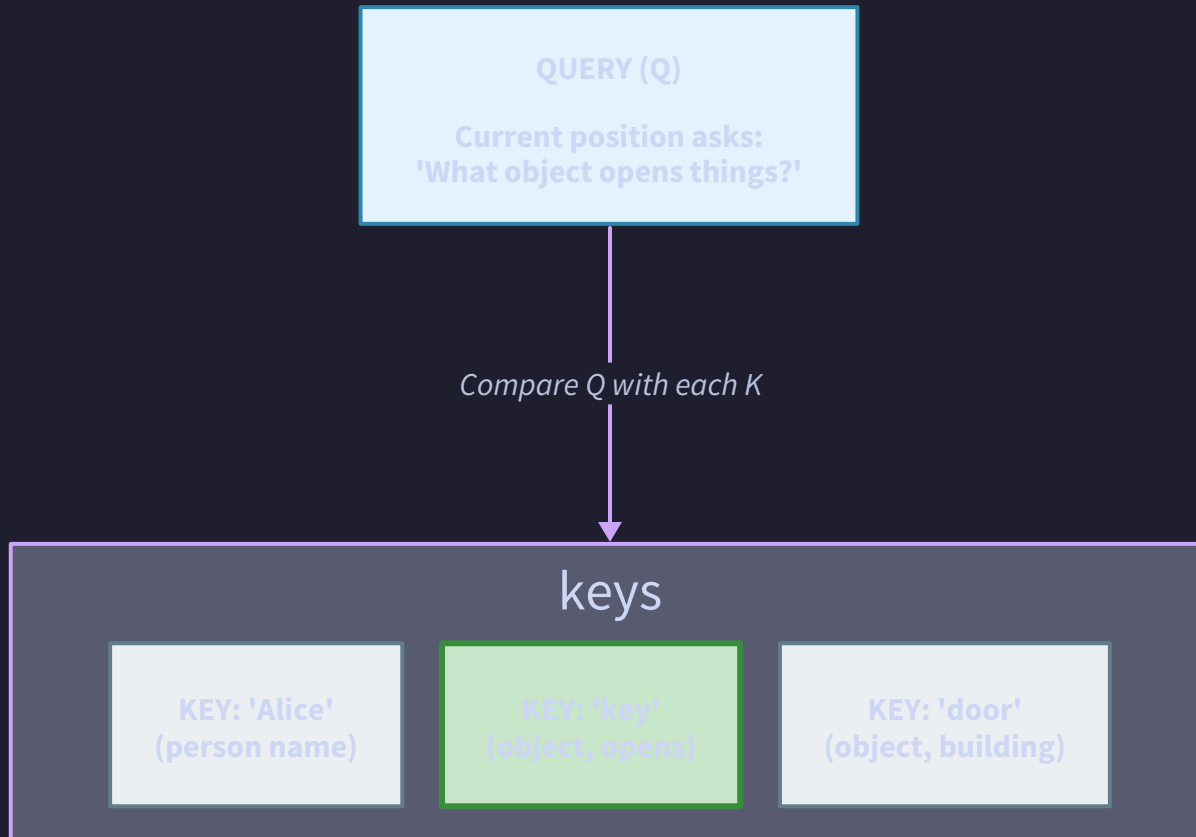 QUERY (Q)
Current position asks:
'What object opens things?'
Compare Q with each K
keys
KEY: 'Alice'
(person name)
KEY: 'key'
(object, opens)
KEY: 'door'
(object, building)